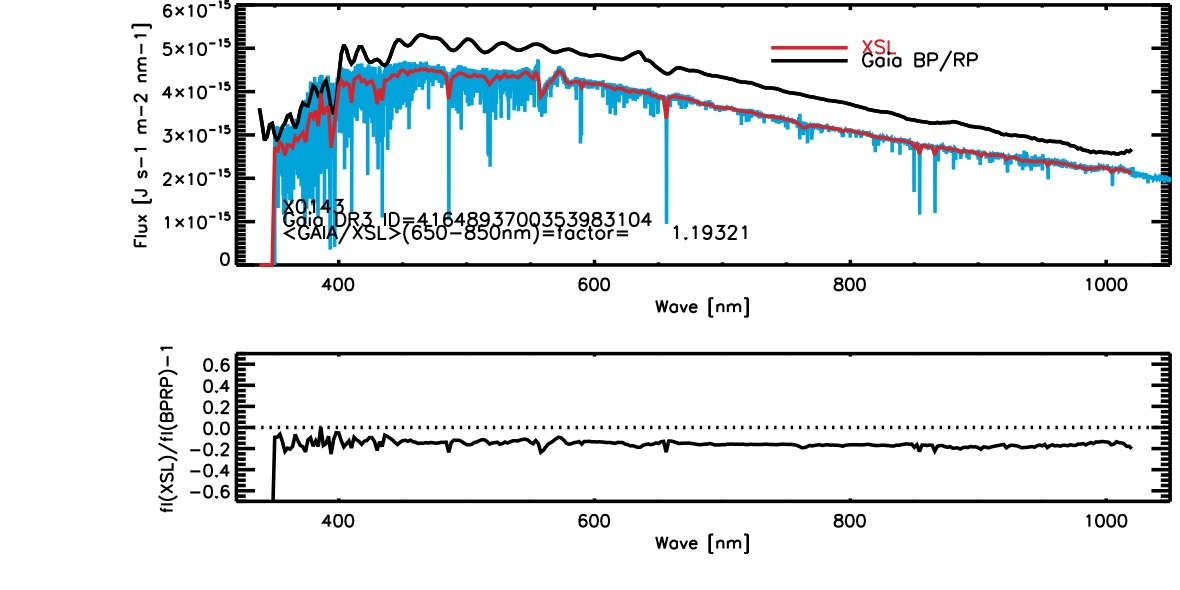 6×10⁻¹⁵
5×10⁻¹⁵
4×10⁻¹⁵
3×10⁻¹⁵
2×10⁻¹⁵
1×10⁻¹⁵
0
Flux [J s−1 m−2 nm−1]
XSL
Gaia BP/RP
X0143
Gaia DR3 ID=4164893700353983104
<GAIA/XSL>(650−850nm)=factor= 1.19321
400 600 800 1000
Wave [nm]
0.6
0.4
0.2
0.0
−0.2
−0.4
−0.6
fl(XSL)/fl(BPRP)−1
400 600 800 1000
Wave [nm]